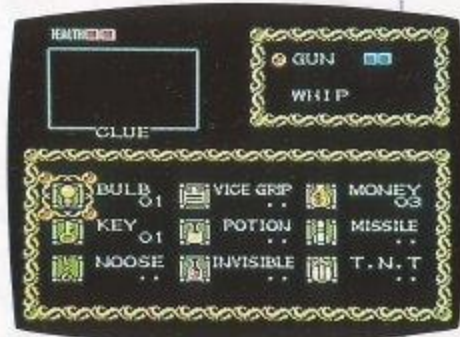 HEALTH
GUN
WHIP
CLUE
BULB 01
VICE GRIP ..
MONEY 03
KEY 01
POTION ..
MISSILE ..
NOOSE ..
INVISIBLE ..
T.N.T ..